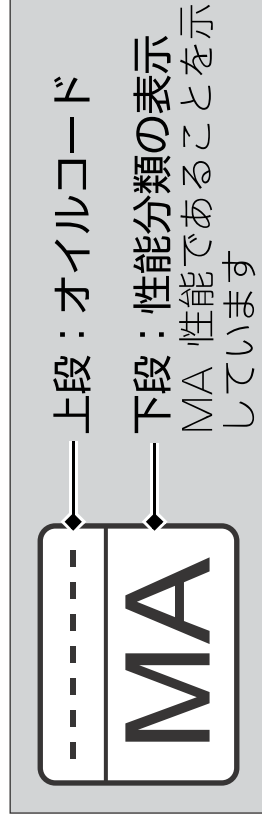 上段：オイルコード
下段：性能分類の表示
MA 性能であることを示
しています
--------
MA